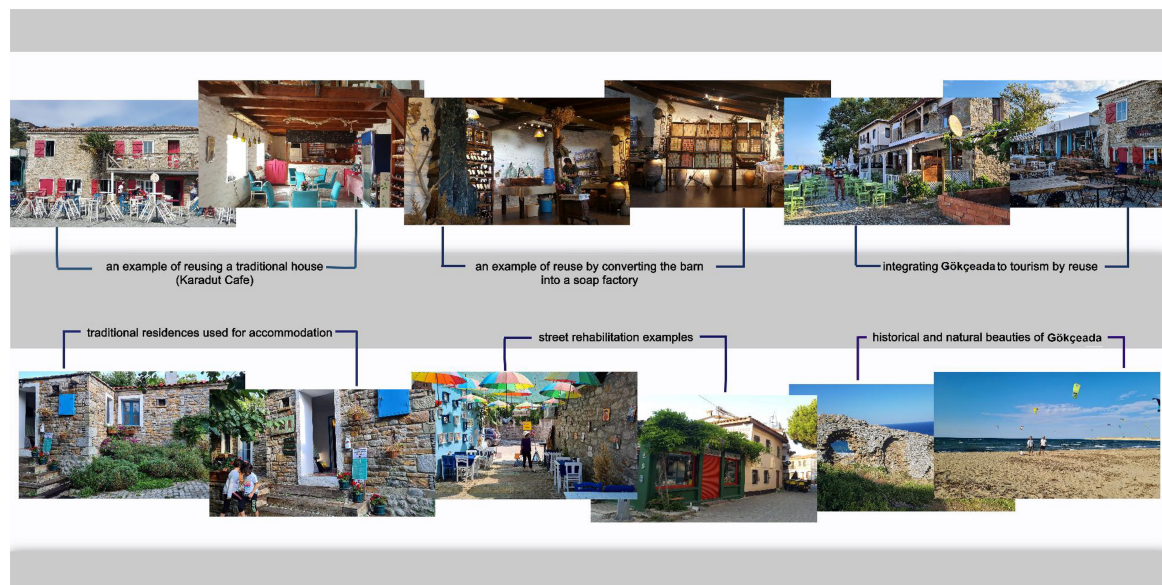 an example of reusing a traditional house
(Karadut Cafe)
an example of reuse by converting the barn
into a soap factory
integrating Gökçeada to tourism by reuse
traditional residences used for accommodation
street rehabilitation examples
historical and natural beauties of Gökçeada